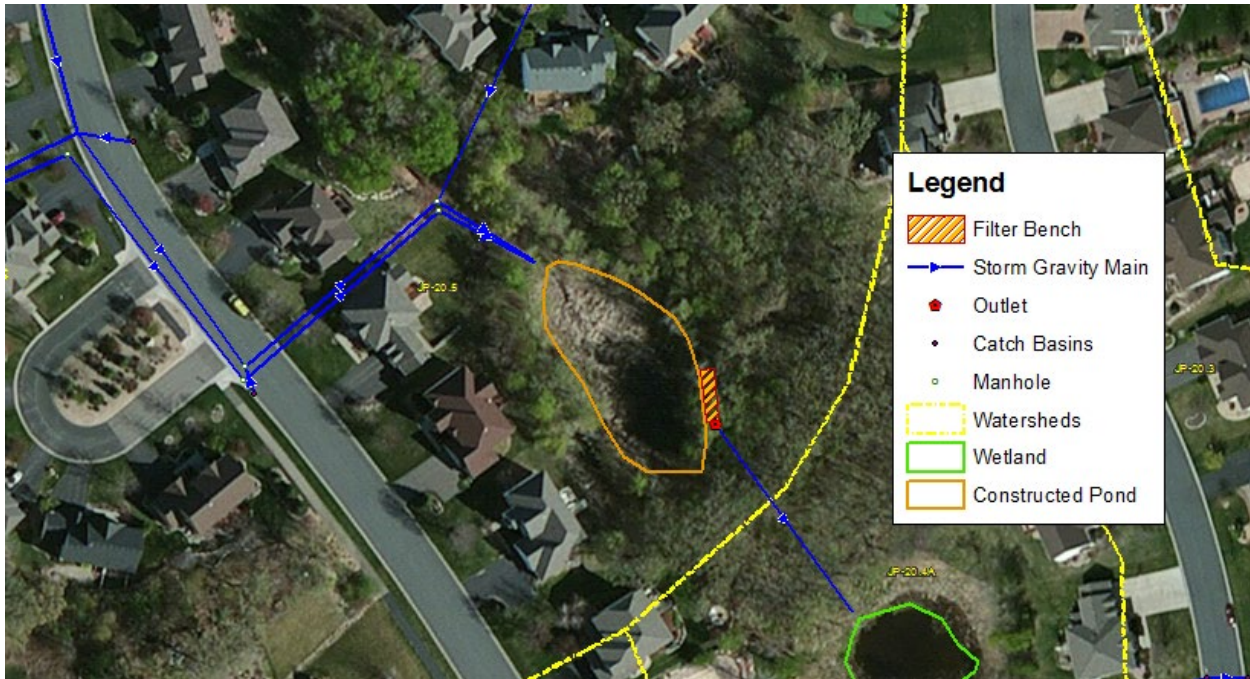 Legend
Filter Bench
Storm Gravity Main
Outlet
Catch Basins
Manhole
Watersheds
Wetland
Constructed Pond
JP-20.5
JP-20.3
JP-20.4A